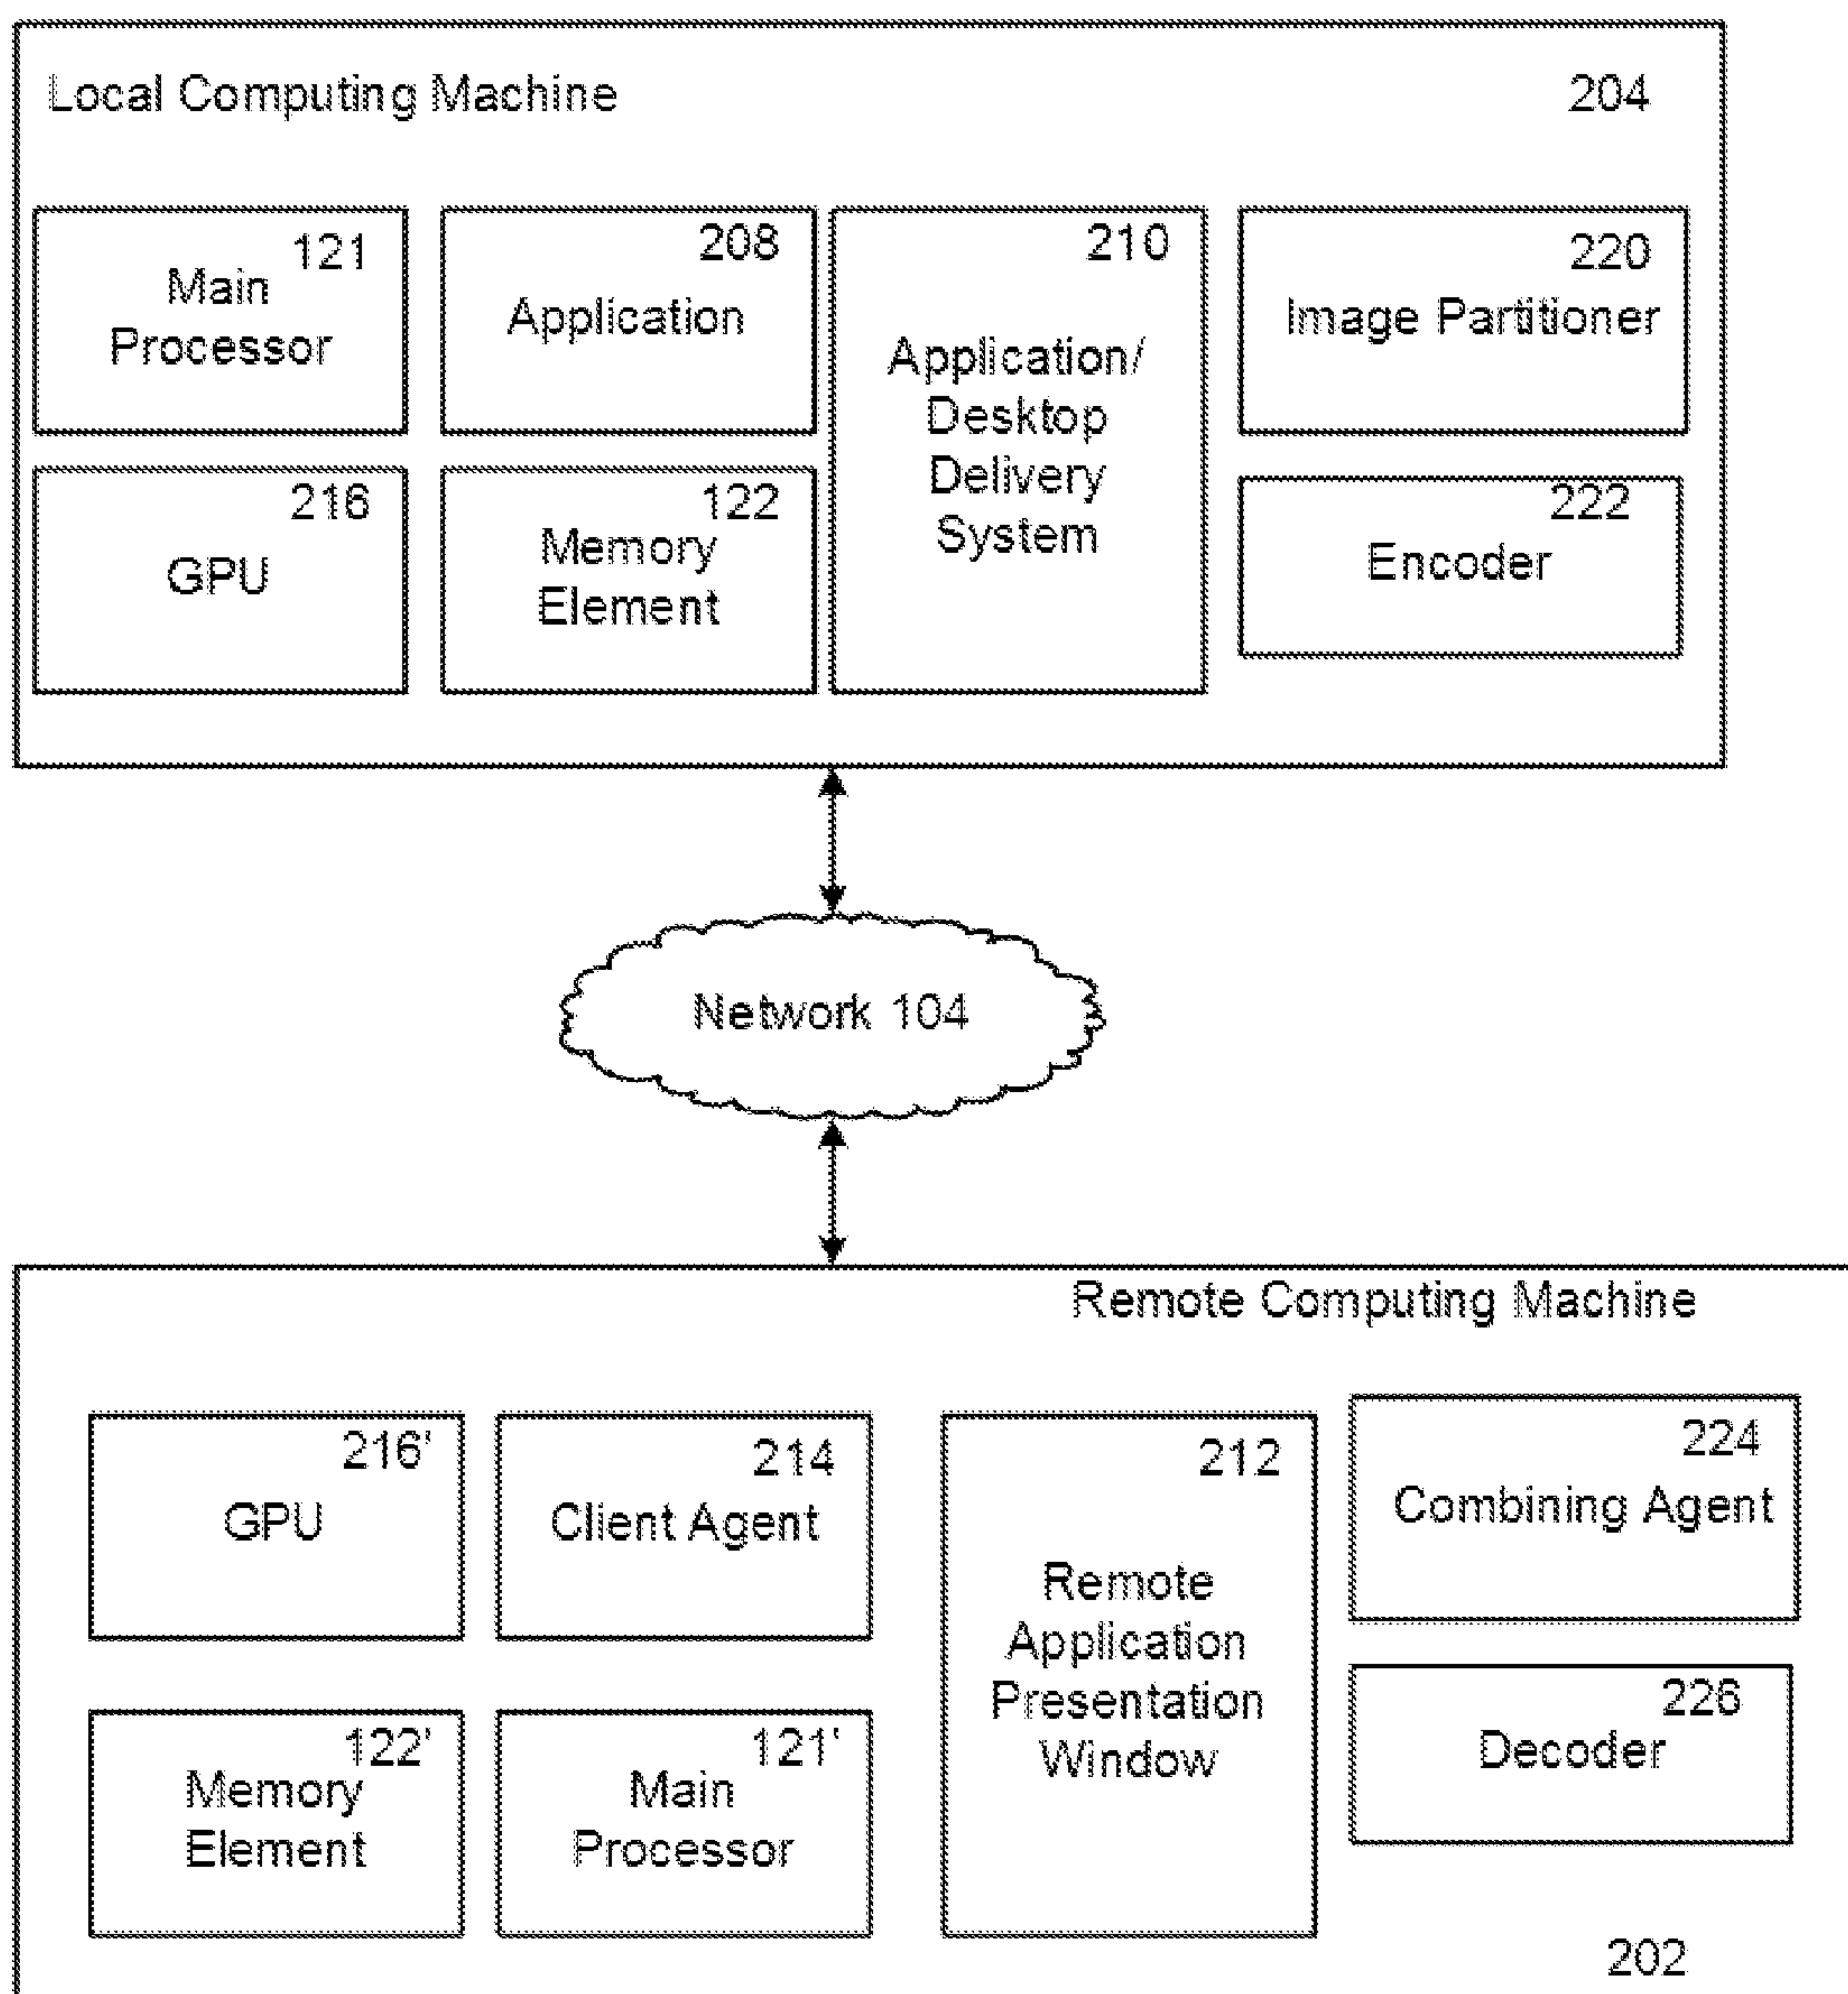 Local Computing Machine 204
121
Main
Processor
208
Application
210
Application/
Desktop
Delivery
System
220
Image Partitioner
216
GPU
122
Memory
Element
222
Encoder
Network 104
Remote Computing Machine
216'
GPU
214
Client Agent
212
Remote
Application
Presentation
Window
224
Combining Agent
122'
Memory
Element
121'
Main
Processor
226
Decoder
202